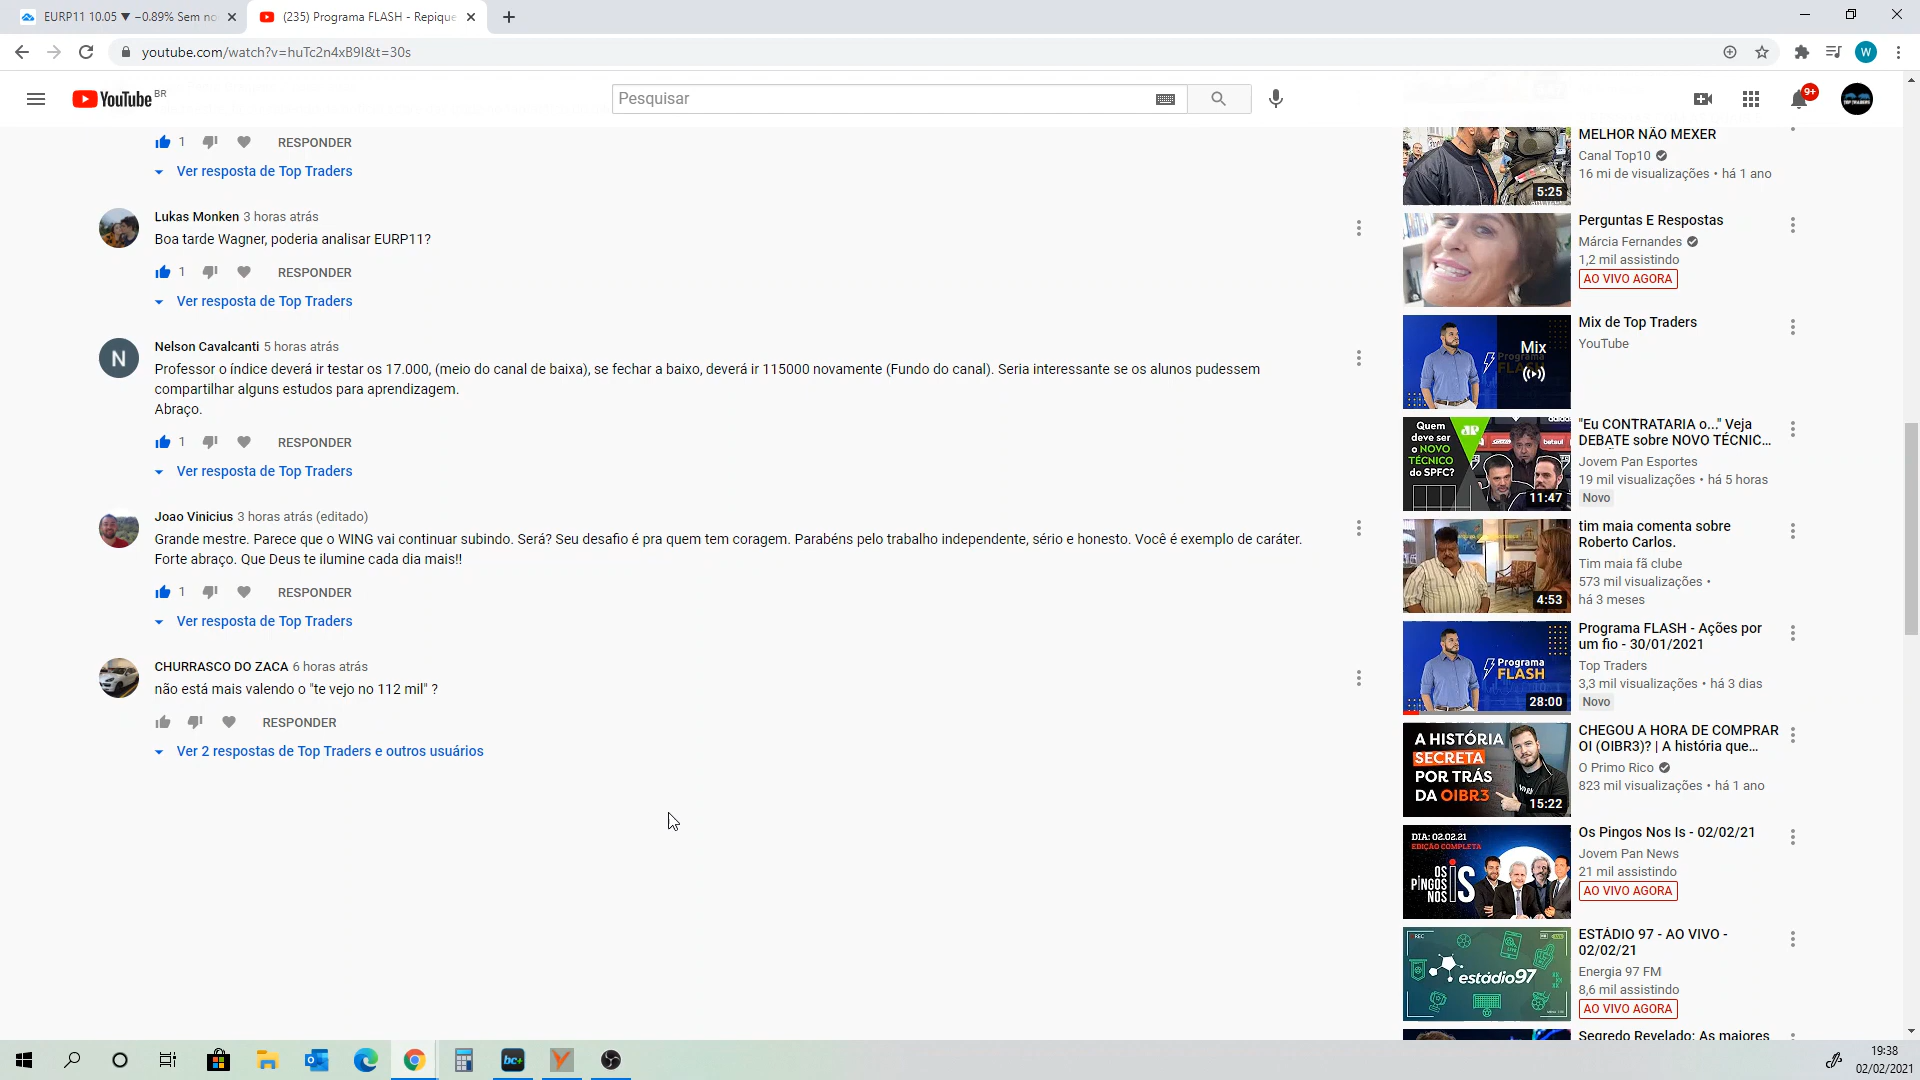 EURP11 10.05 ▼ −0.89% Sem no
(235) Programa FLASH - Repique
youtube.com/watch?v=huTc2n4xB9I&t=30s
W
YouTube BR
Pesquisar
9+
1 RESPONDER
Ver resposta de Top Traders
Lukas Monken 3 horas atrás
Boa tarde Wagner, poderia analisar EURP11?
1 RESPONDER
Ver resposta de Top Traders
N
Nelson Cavalcanti 5 horas atrás
Professor o índice deverá ir testar os 17.000, (meio do canal de baixa), se fechar a baixo, deverá ir 115000 novamente (Fundo do canal). Seria interessante se os alunos pudessem
compartilhar alguns estudos para aprendizagem.
Abraço.
1 RESPONDER
Ver resposta de Top Traders
Joao Vinicius 3 horas atrás (editado)
Grande mestre. Parece que o WING vai continuar subindo. Será? Seu desafio é pra quem tem coragem. Parabéns pelo trabalho independente, sério e honesto. Você é exemplo de caráter.
Forte abraço. Que Deus te ilumine cada dia mais!!
1 RESPONDER
Ver resposta de Top Traders
CHURRASCO DO ZACA 6 horas atrás
não está mais valendo o "te vejo no 112 mil" ?
RESPONDER
Ver 2 respostas de Top Traders e outros usuários
MELHOR NÃO MEXER
Canal Top10
16 mi de visualizações • há 1 ano
5:25
Perguntas E Respostas
Márcia Fernandes
1,2 mil assistindo
AO VIVO AGORA
Mix de Top Traders
YouTube
Mix
Programa
"Eu CONTRATARIA o..." Veja
DEBATE sobre NOVO TÉCNIC...
Jovem Pan Esportes
19 mil visualizações • há 5 horas
Novo
Quem
deve ser
o NOVO
TÉCNICO
do SPFC?
JP
11:47
tim maia comenta sobre
Roberto Carlos.
Tim maia fã clube
573 mil visualizações •
há 3 meses
4:53
Programa FLASH - Ações por
um fio - 30/01/2021
Top Traders
3,3 mil visualizações • há 3 dias
Novo
Programa
FLASH
28:00
CHEGOU A HORA DE COMPRAR
OI (OIBR3)? | A história que...
O Primo Rico
823 mil visualizações • há 1 ano
A HISTÓRIA
SECRETA
POR TRÁS
DA OIBR3
15:22
Os Pingos Nos Is - 02/02/21
Jovem Pan News
21 mil assistindo
AO VIVO AGORA
DIA: 02.02.21
EDIÇÃO COMPLETA
OS
PINGOS
NOS
IS
ESTÁDIO 97 - AO VIVO -
02/02/21
Energia 97 FM
8,6 mil assistindo
AO VIVO AGORA
REC
estádio97
Segredo Revelado: As maiores
bc+
19:38
02/02/2021